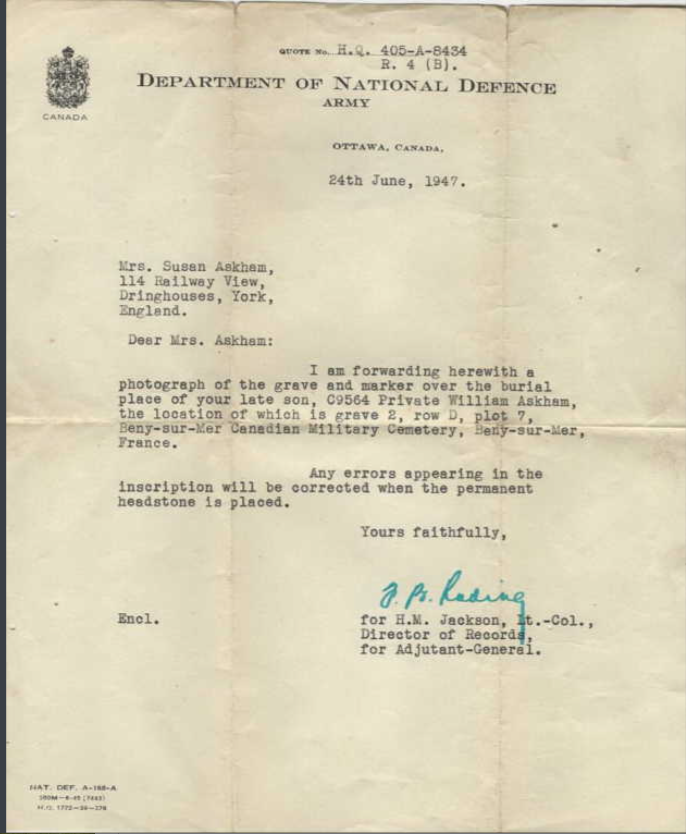 QUOTE No. H.Q. 405-A-8434
R. 4 (B).
DEPARTMENT OF NATIONAL DEFENCE
ARMY
CANADA
OTTAWA, CANADA,
24th June, 1947.
Mrs. Susan Askham,
114 Railway View,
Dringhouses, York,
England.
Dear Mrs. Askham:
I am forwarding herewith a
photograph of the grave and marker over the burial
place of your late son, C9564 Private William Askham,
the location of which is grave 2, row D, plot 7,
Beny-sur-Mer Canadian Military Cemetery, Beny-sur-Mer,
France.
Any errors appearing in the
inscription will be corrected when the permanent
headstone is placed.
Yours faithfully,
Encl.
for H.M. Jackson, Lt.-Col.,
Director of Records,
for Adjutant-General.
NAT. DEF. A-168-A
H.Q. 1772-39-278